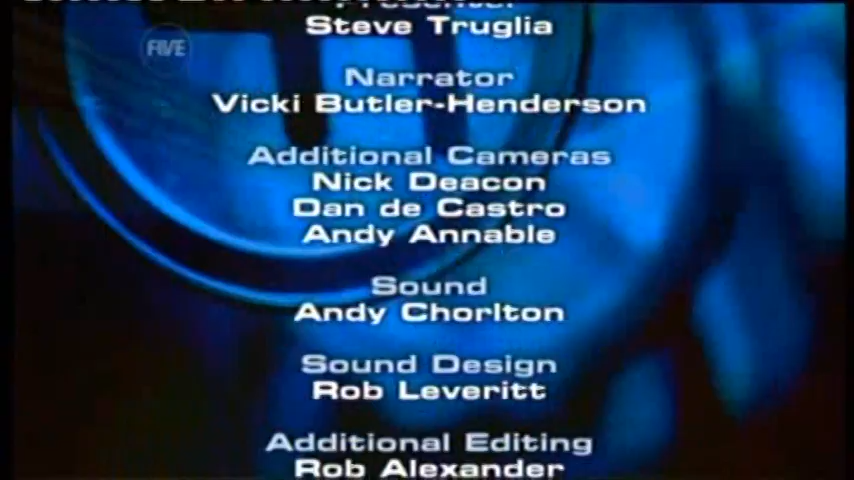 FIVE
Steve Truglia
Narrator
Vicki Butler-Henderson
Additional Cameras
Nick Deacon
Dan de Castro
Andy Annable
Sound
Andy Chorlton
Sound Design
Rob Leveritt
Additional Editing
Rob Alexander